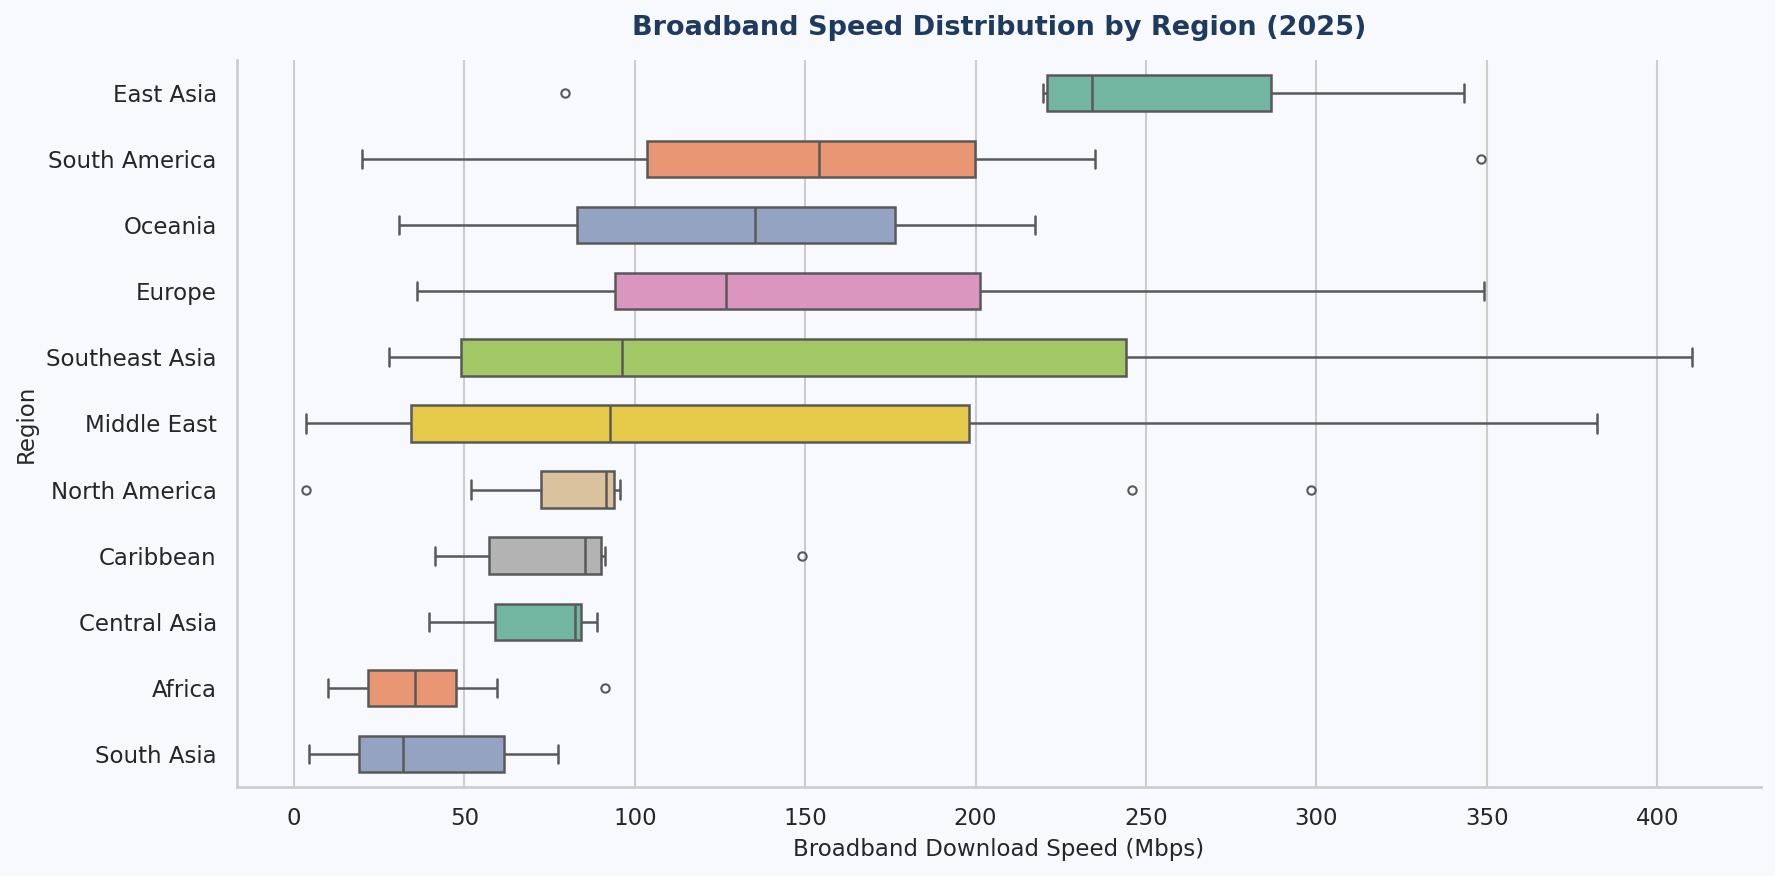 Broadband Speed Distribution by Region (2025)
Region
East Asia
South America
Oceania
Europe
Southeast Asia
Middle East
North America
Caribbean
Central Asia
Africa
South Asia
0 50 100 150 200 250 300 350 400
Broadband Download Speed (Mbps)